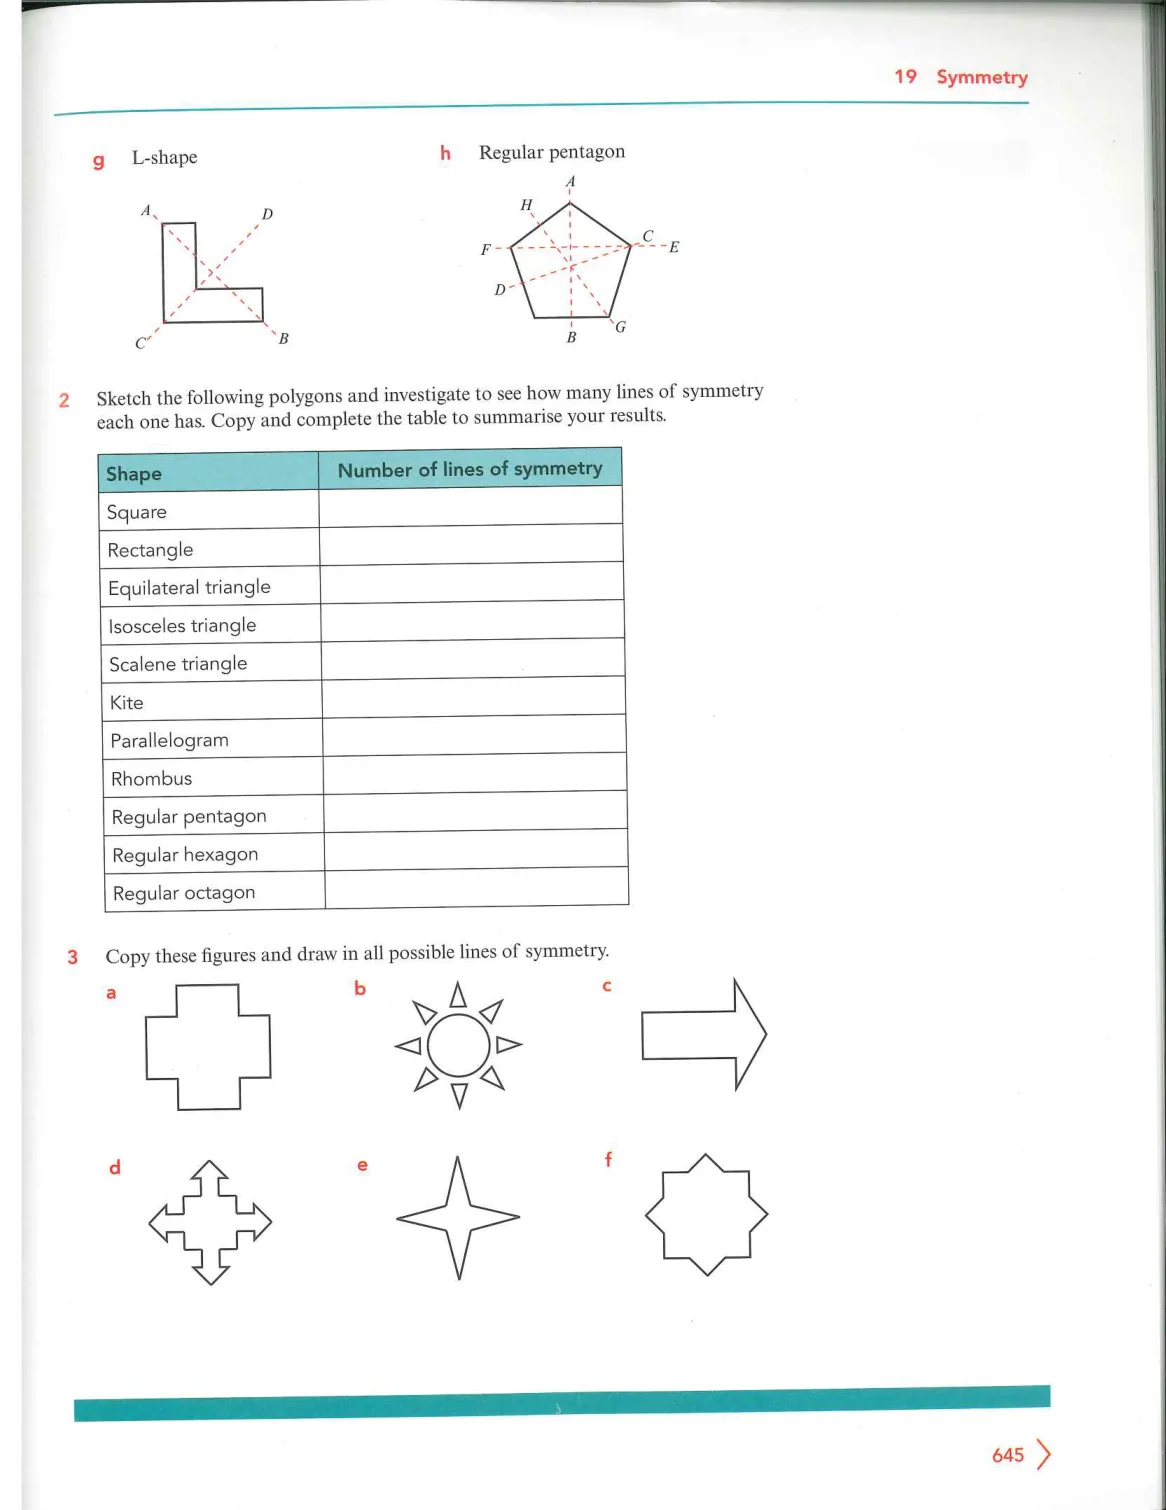 19 Symmetry
g L-shape
h Regular pentagon
A
D
C
B
A
H
C
F
E
D
G
B
2 Sketch the following polygons and investigate to see how many lines of symmetry
each one has. Copy and complete the table to summarise your results.
Shape Number of lines of symmetry
Square
Rectangle
Equilateral triangle
Isosceles triangle
Scalene triangle
Kite
Parallelogram
Rhombus
Regular pentagon
Regular hexagon
Regular octagon
3 Copy these figures and draw in all possible lines of symmetry.
a
b
c
d
e
f
645